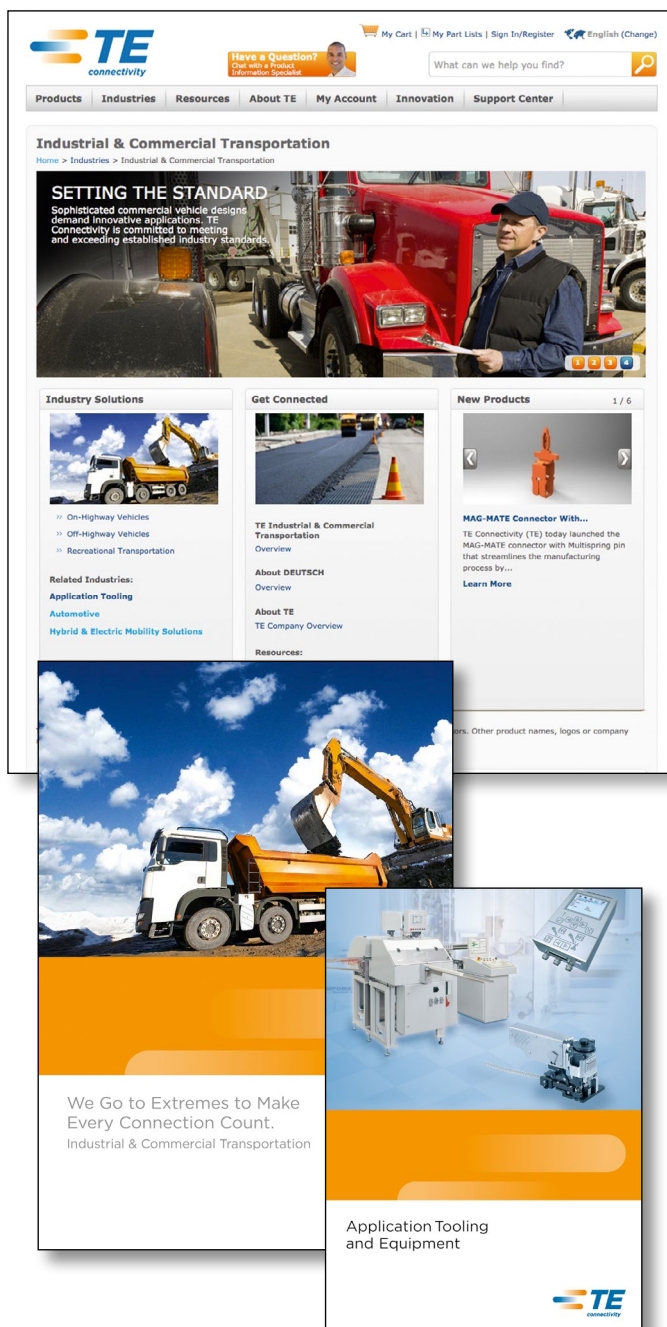 My Cart | My Part Lists | Sign In/Register English (Change)
TE
connectivity
Have a Question?
Chat with a Product
Information Specialist
What can we help you find?
Products Industries Resources About TE My Account Innovation Support Center
Industrial & Commercial Transportation
Home > Industries > Industrial & Commercial Transportation
SETTING THE STANDARD
Sophisticated commercial vehicle designs
demand innovative applications. TE
Connectivity is committed to meeting
and exceeding established industry standards.
1 2 3 4
Industry Solutions
>> On-Highway Vehicles
>> Off-Highway Vehicles
>> Recreational Transportation
Related Industries:
Application Tooling
Automotive
Hybrid & Electric Mobility Solutions
Get Connected
TE Industrial & Commercial
Transportation
Overview
About DEUTSCH
Overview
About TE
TE Company Overview
Resources:
New Products 1 / 6
MAG-MATE Connector With...
TE Connectivity (TE) today launched the
MAG-MATE connector with Multispring pin
that streamlines the manufacturing
process by...
Learn More
ors. Other product names, logos or company
We Go to Extremes to Make
Every Connection Count.
Industrial & Commercial Transportation
Application Tooling
and Equipment
TE
connectivity